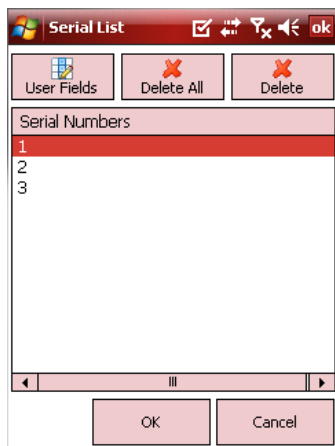 Serial List ok
User Fields Delete All Delete
Serial Numbers
1
2
3
OK Cancel